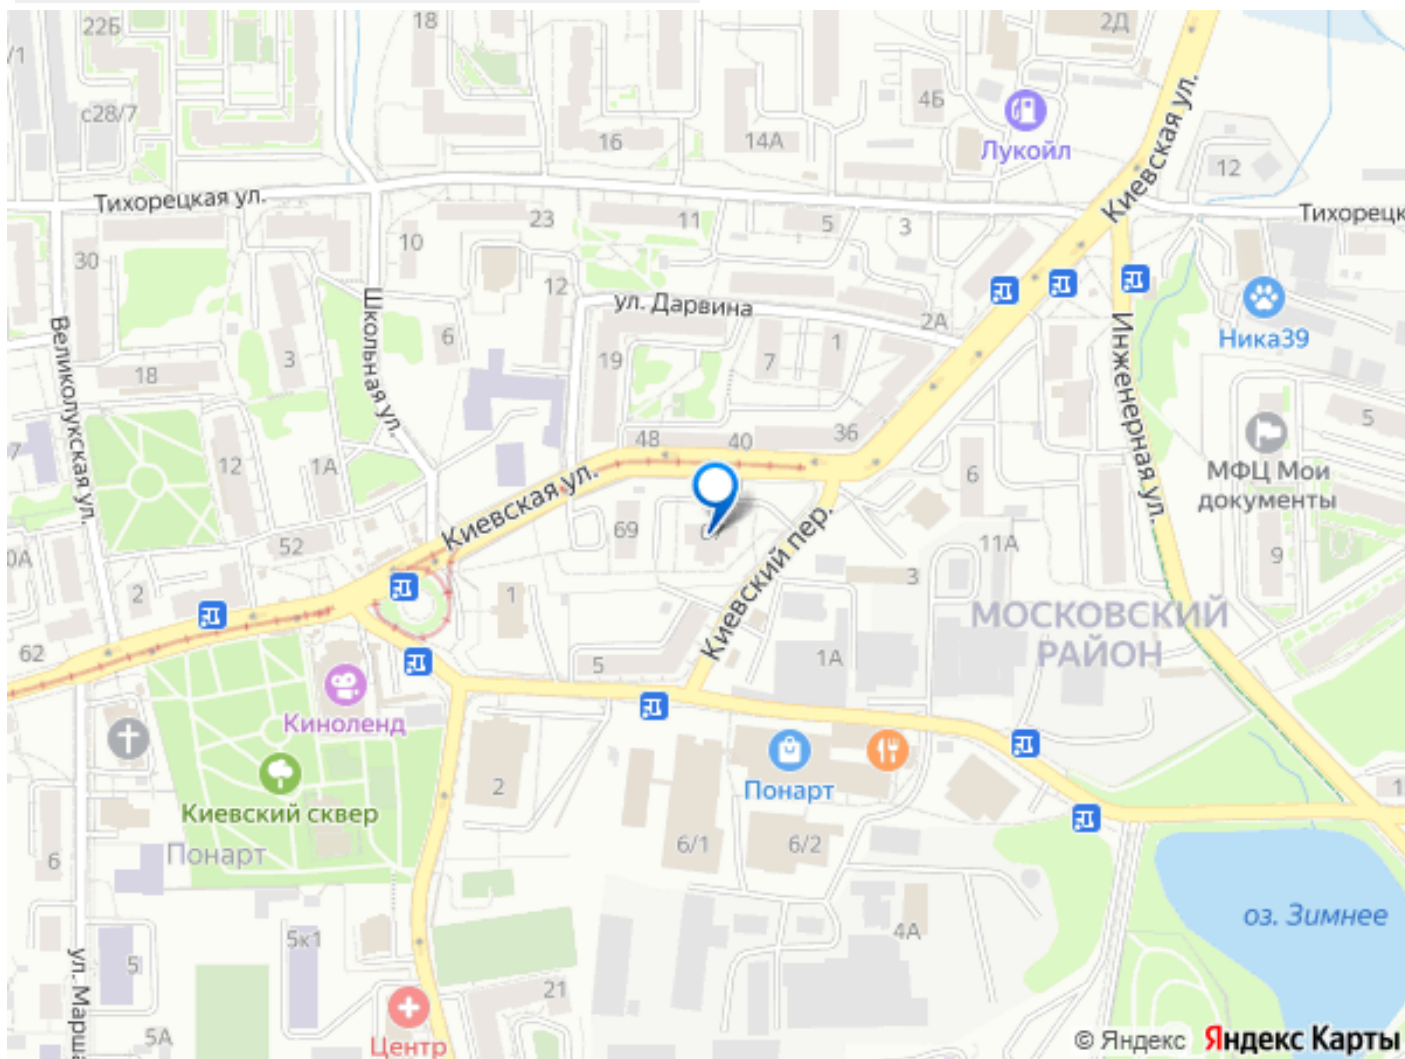 22Б
18
2Д
/1
с28/7
4Б
16
14А
Лукойл
Киевская ул.
12
Тихорецкая ул.
23
11
5
3
Тихорецк
10
30
12
ул. Дарвина
2А
Школьная ул.
6
19
7
1
Ника39
Великолукская ул.
3
18
Инженерная ул.
5
48
40
36
МФЦ Мои
документы
12
1А
6
Киевская ул.
69
Киевский пер.
11А
9
52
0А
2
1
3
МОСКОВСКИЙ
РАЙОН
62
5
1А
Киноленд
Понарт
2
Киевский сквер
6/1
6/2
Понарт
6
оз. Зимнее
5к1
4А
5
ул. Марша
21
5А
Центр
© Яндекс Яндекс Карты